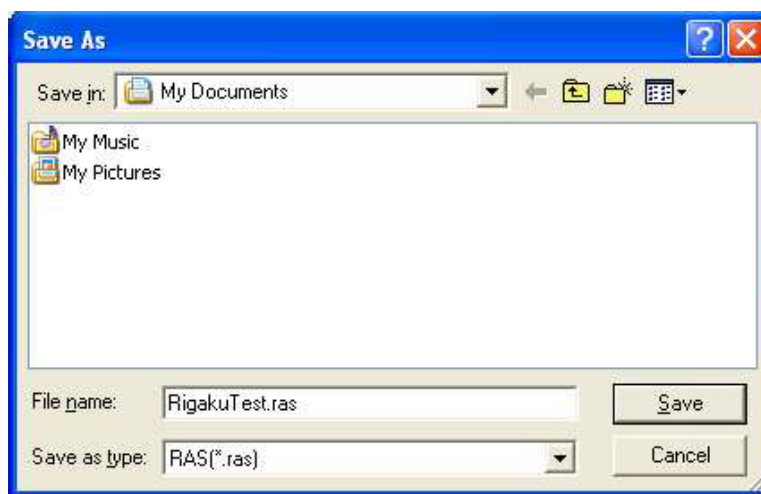 Save As
Save in: My Documents
My Music
My Pictures
File name: RigakuTest.ras Save
Save as type: RAS(*.ras) Cancel